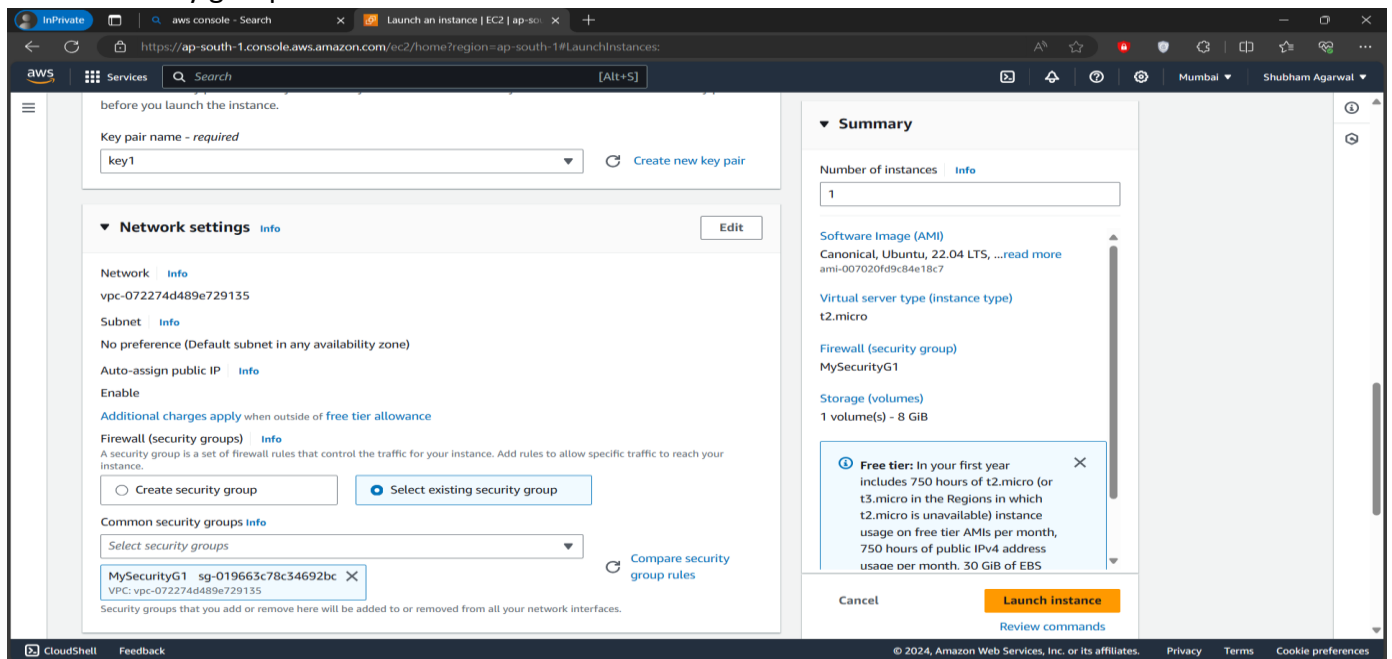 InPrivate
aws console - Search
Launch an instance | EC2 | ap-sou
https://ap-south-1.console.aws.amazon.com/ec2/home?region=ap-south-1#LaunchInstances:
aws
Services
Search
[Alt+S]
Mumbai
Shubham Agarwal
before you launch the instance.
Key pair name - required
key1
Create new key pair
Network settings Info
Edit
Network Info
vpc-072274d489e729135
Subnet Info
No preference (Default subnet in any availability zone)
Auto-assign public IP Info
Enable
Additional charges apply when outside of free tier allowance
Firewall (security groups) Info
A security group is a set of firewall rules that control the traffic for your instance. Add rules to allow specific traffic to reach your
instance.
Create security group
Select existing security group
Common security groups Info
Select security groups
Compare security
group rules
MySecurityG1 sg-019663c78c34692bc
VPC: vpc-072274d489e729135
Security groups that you add or remove here will be added to or removed from all your network interfaces.
Summary
Number of instances Info
1
Software Image (AMI)
Canonical, Ubuntu, 22.04 LTS, ...read more
ami-007020fd9c84e18c7
Virtual server type (instance type)
t2.micro
Firewall (security group)
MySecurityG1
Storage (volumes)
1 volume(s) - 8 GiB
Free tier: In your first year
includes 750 hours of t2.micro (or
t3.micro in the Regions in which
t2.micro is unavailable) instance
usage on free tier AMIs per month,
750 hours of public IPv4 address
usage per month, 30 GiB of EBS
Cancel
Launch instance
Review commands
CloudShell
Feedback
© 2024, Amazon Web Services, Inc. or its affiliates.
Privacy
Terms
Cookie preferences